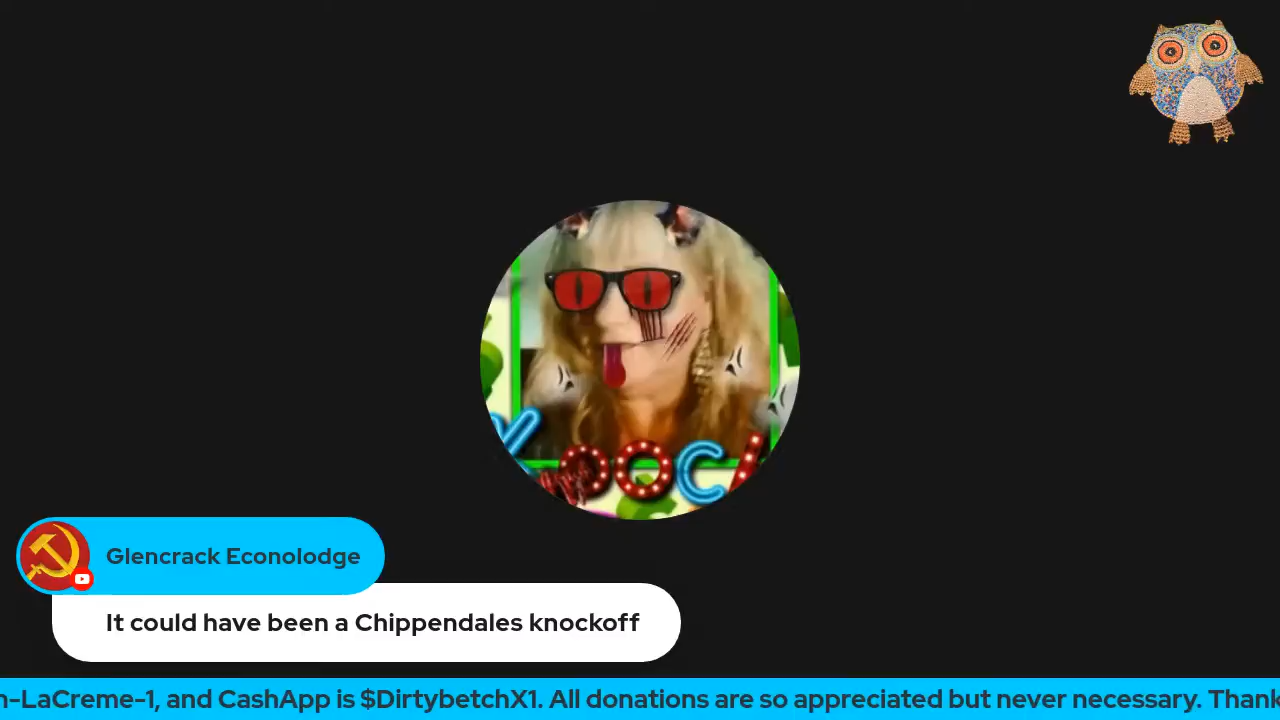 OOC
Glencrack Econolodge
It could have been a Chippendales knockoff
-LaCreme-1, and CashApp is $DirtybetchX1. All donations are so appreciated but never necessary. Thank